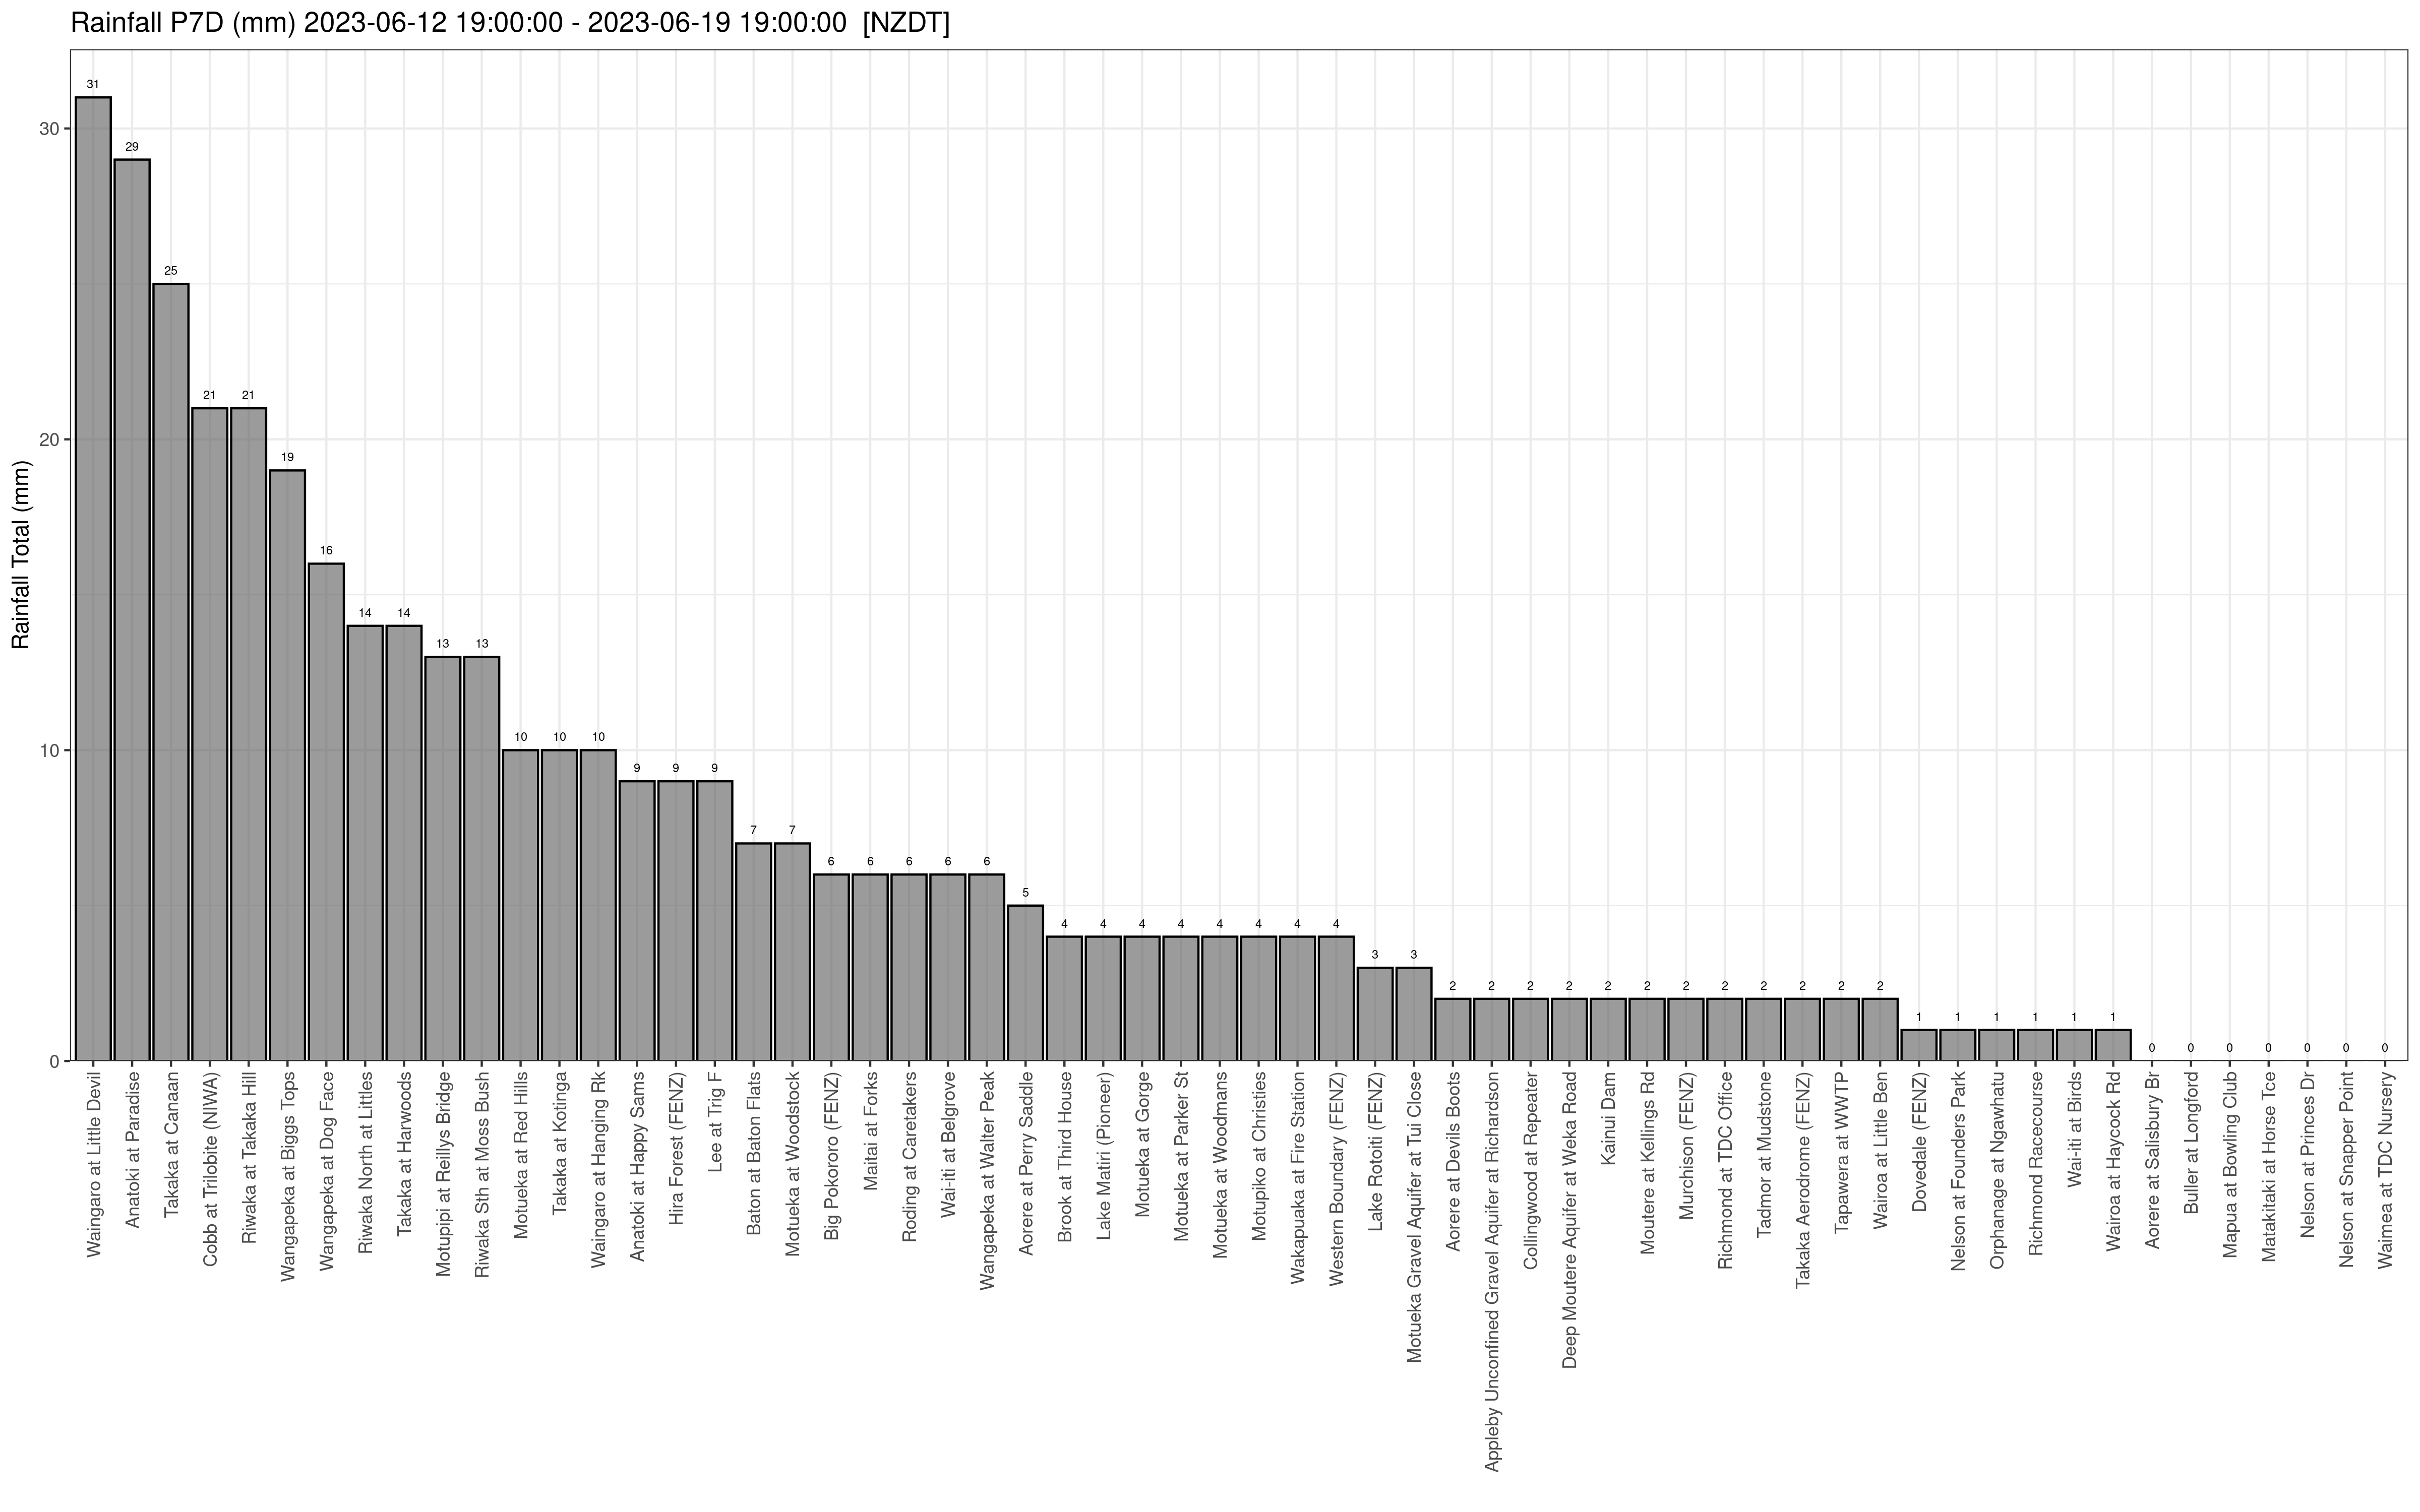 Rainfall P7D (mm) 2023-06-12 19:00:00 - 2023-06-19 19:00:00 [NZDT]
Rainfall Total (mm)
30
20
10
0
31
29
25
21
21
19
16
14
14
13
13
10
10
10
9
9
9
7
7
6
6
6
6
6
5
4
4
4
4
4
4
4
4
3
3
2
2
2
2
2
2
2
2
2
2
2
2
1
1
1
1
1
1
0
0
0
0
0
0
0
Waingaro at Little Devil
Anatoki at Paradise
Takaka at Canaan
Cobb at Trilobite (NIWA)
Riwaka at Takaka Hill
Wangapeka at Biggs Tops
Wangapeka at Dog Face
Riwaka North at Littles
Takaka at Harwoods
Motupipi at Reillys Bridge
Riwaka Sth at Moss Bush
Motueka at Red Hills
Takaka at Kotinga
Waingaro at Hanging Rk
Anatoki at Happy Sams
Hira Forest (FENZ)
Lee at Trig F
Baton at Baton Flats
Motueka at Woodstock
Big Pokororo (FENZ)
Maitai at Forks
Roding at Caretakers
Wai-iti at Belgrove
Wangapeka at Walter Peak
Aorere at Perry Saddle
Brook at Third House
Lake Matiri (Pioneer)
Motueka at Gorge
Motueka at Parker St
Motueka at Woodmans
Motupiko at Christies
Wakapuaka at Fire Station
Western Boundary (FENZ)
Lake Rotoiti (FENZ)
Motueka Gravel Aquifer at Tui Close
Aorere at Devils Boots
Appleby Unconfined Gravel Aquifer at Richardson
Collingwood at Repeater
Deep Moutere Aquifer at Weka Road
Kainui Dam
Moutere at Kellings Rd
Murchison (FENZ)
Richmond at TDC Office
Tadmor at Mudstone
Takaka Aerodrome (FENZ)
Tapawera at WWTP
Wairoa at Little Ben
Dovedale (FENZ)
Nelson at Founders Park
Orphanage at Ngawhatu
Richmond Racecourse
Wai-iti at Birds
Wairoa at Haycock Rd
Aorere at Salisbury Br
Buller at Longford
Mapua at Bowling Club
Matakitaki at Horse Tce
Nelson at Princes Dr
Nelson at Snapper Point
Waimea at TDC Nursery